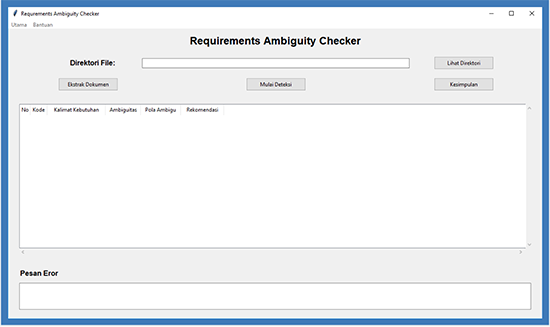 Requirements Ambiguity Checker
Utama Bantuan
Requirements Ambiguity Checker
Direktori File:
Lihat Direktori
Ekstrak Dokumen
Mulai Deteksi
Kesimpulan
No Kode Kalimat Kebutuhan Ambiguitas Pola Ambigu Rekomendasi
Pesan Eror